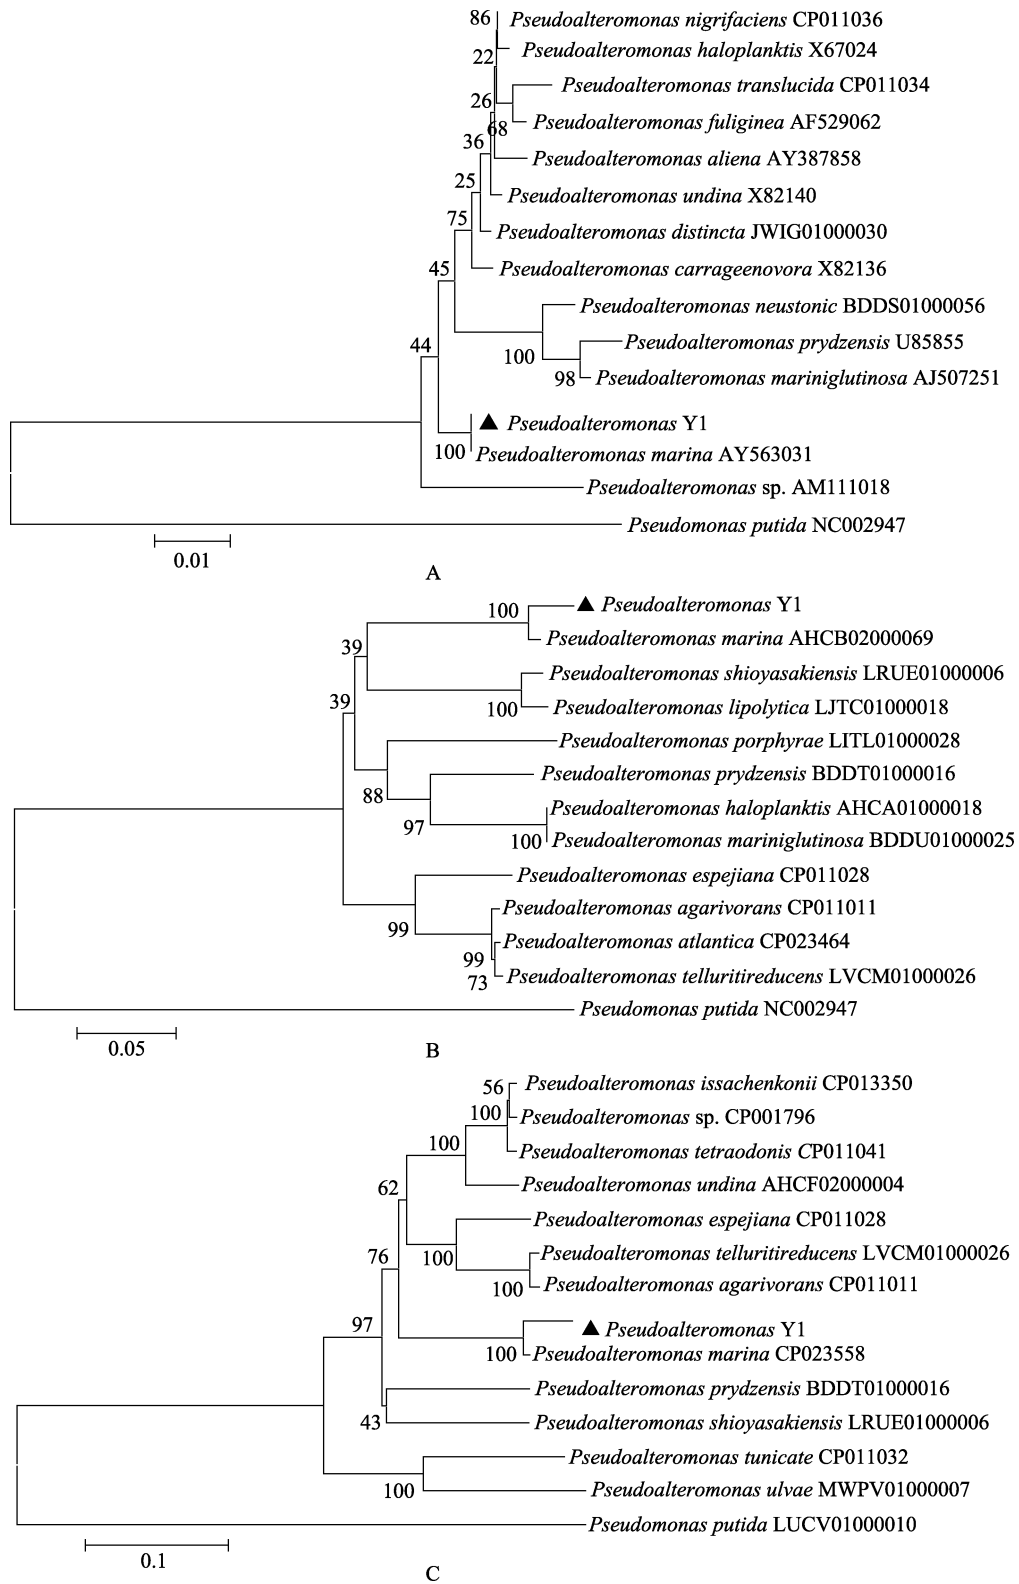 86
Pseudoalteromonas nigrifaciens CP011036
22
Pseudoalteromonas haloplanktis X67024
Pseudoalteromonas translucida CP011034
26
68
Pseudoalteromonas fuliginea AF529062
36
Pseudoalteromonas aliena AY387858
25
Pseudoalteromonas undina X82140
75
Pseudoalteromonas distincta JWIG01000030
45
Pseudoalteromonas carrageenovora X82136
Pseudoalteromonas neustonic BDDS01000056
44
Pseudoalteromonas prydzensis U85855
100
98
Pseudoalteromonas mariniglutinosa AJ507251
▲ Pseudoalteromonas Y1
100
Pseudoalteromonas marina AY563031
Pseudoalteromonas sp. AM111018
Pseudomonas putida NC002947
0.01
A
100
▲ Pseudoalteromonas Y1
Pseudoalteromonas marina AHCB02000069
39
Pseudoalteromonas shioyasakiensis LRUE01000006
39
100
Pseudoalteromonas lipolytica LJTC01000018
Pseudoalteromonas porphyrae LITL01000028
Pseudoalteromonas prydzensis BDDT01000016
88
Pseudoalteromonas haloplanktis AHCA01000018
97
100
Pseudoalteromonas mariniglutinosa BDDU01000025
Pseudoalteromonas espejiana CP011028
Pseudoalteromonas agarivorans CP011011
99
Pseudoalteromonas atlantica CP023464
99
73
Pseudoalteromonas telluritireducens LVCM01000026
Pseudomonas putida NC002947
0.05
B
56
Pseudoalteromonas issachenkonii CP013350
100
Pseudoalteromonas sp. CP001796
100
Pseudoalteromonas tetraodonis CP011041
62
Pseudoalteromonas undina AHCF02000004
Pseudoalteromonas espejiana CP011028
76
100
Pseudoalteromonas telluritireducens LVCM01000026
100
Pseudoalteromonas agarivorans CP011011
97
▲ Pseudoalteromonas Y1
100
Pseudoalteromonas marina CP023558
Pseudoalteromonas prydzensis BDDT01000016
43
Pseudoalteromonas shioyasakiensis LRUE01000006
Pseudoalteromonas tunicate CP011032
100
Pseudoalteromonas ulvae MWPV01000007
Pseudomonas putida LUCV01000010
0.1
C